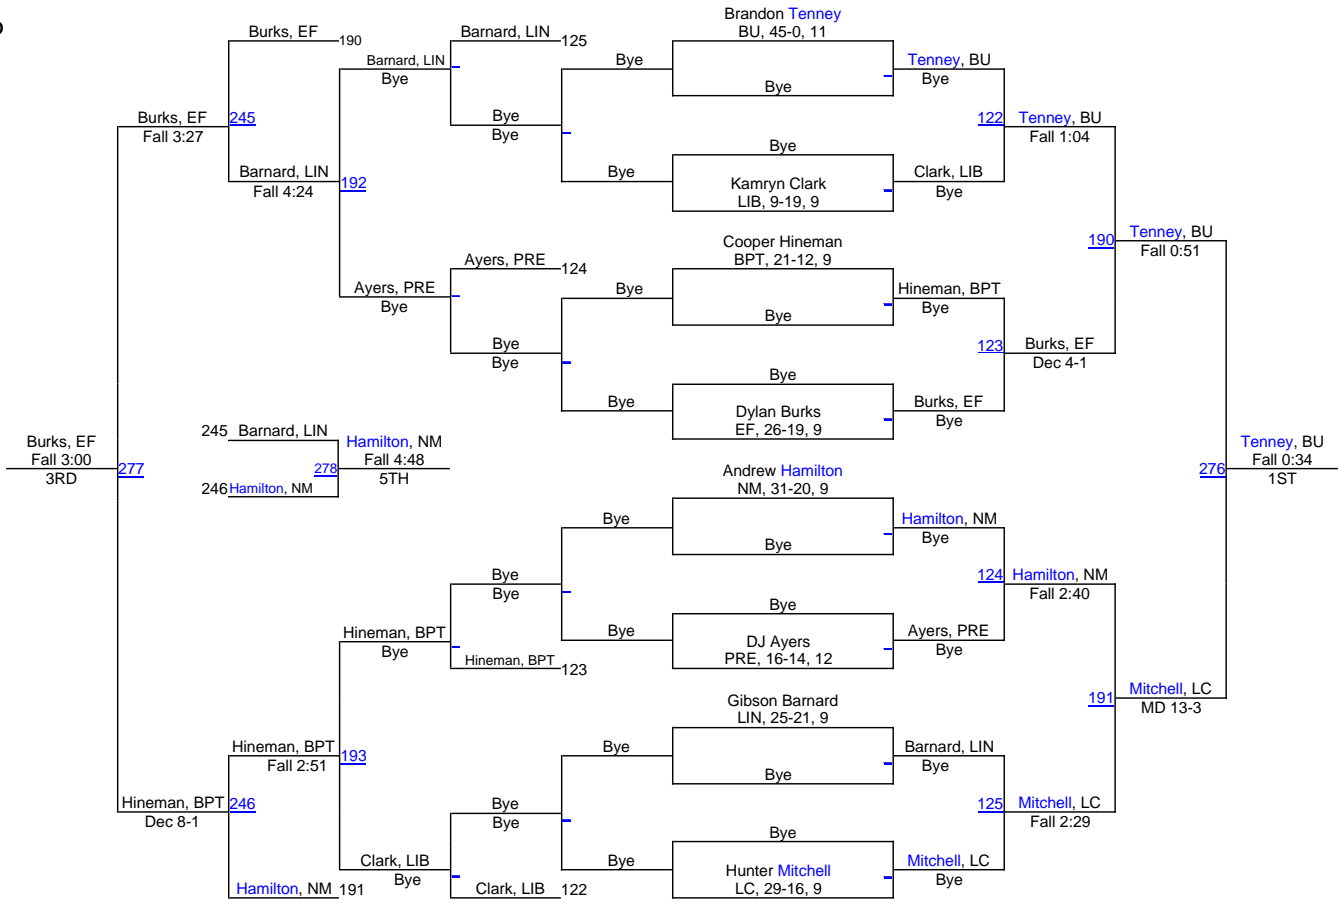 Brandon Tenney
Burks, EF
Barnard, LIN
BU, 45-0, 11
190
125
Barnard, LIN
Bye
Tenney, BU
Bye
Bye
Bye
Burks, EF
245
Bye
122
Tenney, BU
Fall 3:27
Bye
Fall 1:04
Bye
Barnard, LIN
Bye
Clark, LIB
Fall 4:24
192
Kamryn Clark
Bye
LIB, 9-19, 9
190
Tenney, BU
Cooper Hineman
Fall 0:51
Ayers, PRE
BPT, 21-12, 9
124
Ayers, PRE
Bye
Hineman, BPT
Bye
Bye
Bye
Bye
123
Burks, EF
Bye
Dec 4-1
Bye
Bye
Burks, EF
Dylan Burks
Bye
EF, 26-19, 9
245
Barnard, LIN
Burks, EF
Hamilton, NM
Tenney, BU
Fall 3:00
Fall 4:48
Fall 0:34
277
278
276
3RD
5TH
1ST
Andrew Hamilton
246
Hamilton, NM
NM, 31-20, 9
Bye
Hamilton, NM
Bye
Bye
Bye
124
Hamilton, NM
Bye
Fall 2:40
Bye
Hineman, BPT
Bye
Ayers, PRE
Bye
DJ Ayers
Bye
Hineman, BPT
123
PRE, 16-14, 12
191
Mitchell, LC
Gibson Barnard
MD 13-3
LIN, 25-21, 9
Hineman, BPT
193
Bye
Barnard, LIN
Fall 2:51
Bye
Bye
Hineman, BPT
246
Bye
125
Mitchell, LC
Dec 8-1
Bye
Fall 2:29
Bye
Clark, LIB
Bye
Mitchell, LC
Bye
Hunter Mitchell
Bye
Hamilton, NM
191
Clark, LIB
122
LC, 29-16, 9